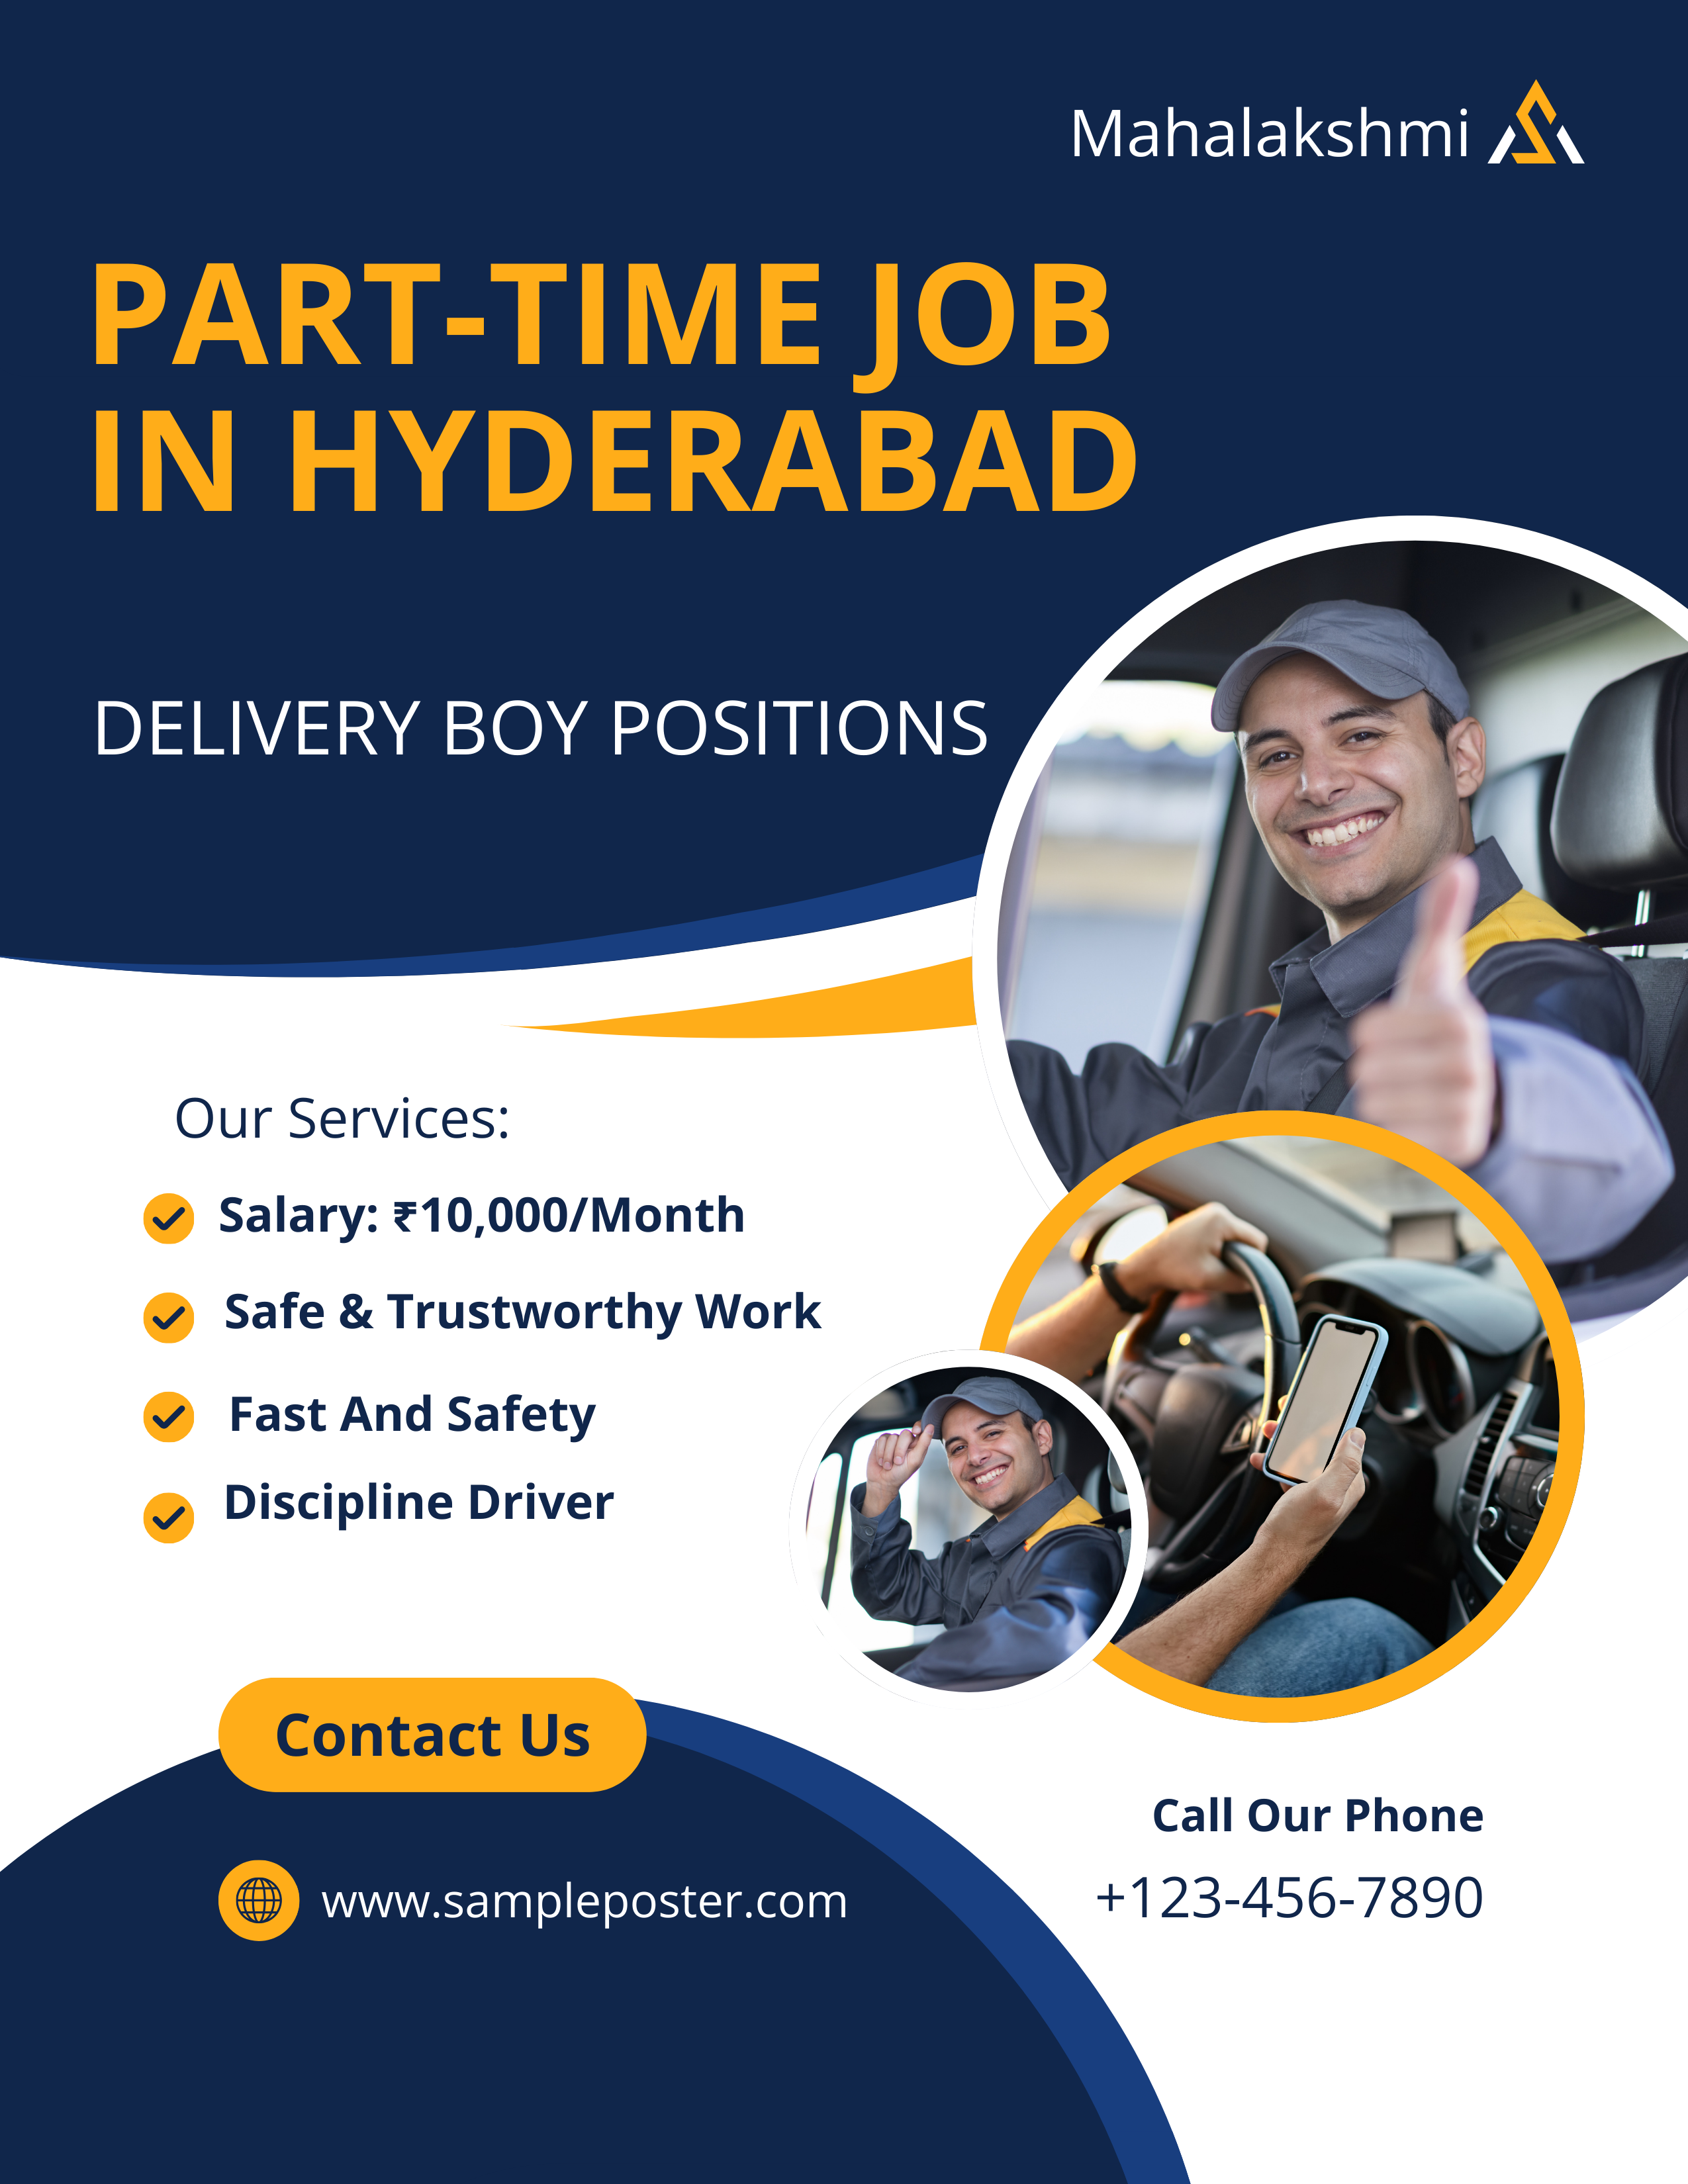 Mahalakshmi
PART-TIME JOB
IN HYDERABAD
DELIVERY BOY POSITIONS
Our Services:
Salary: ₹10,000/Month
Safe & Trustworthy Work
Fast And Safety
Discipline Driver
Contact Us
www.sampleposter.com
Call Our Phone
+123-456-7890